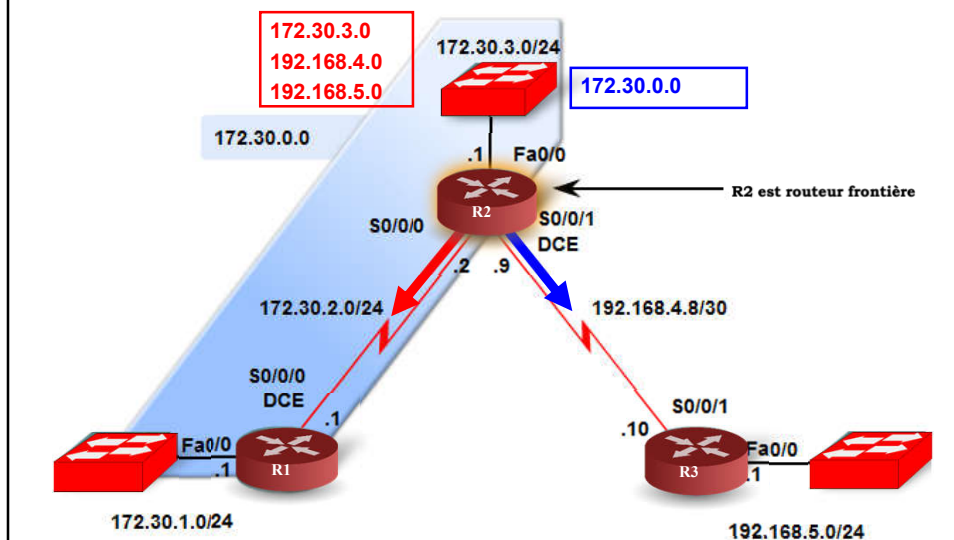 172.30.3.0
192.168.4.0
192.168.5.0
172.30.3.0/24
172.30.0.0
172.30.0.0
.1
Fa0/0
R2 est routeur frontière
R2
S0/0/0
S0/0/1
DCE
.2
.9
172.30.2.0/24
192.168.4.8/30
S0/0/0
DCE
.1
S0/0/1
.10
Fa0/0
.1
R1
R3
Fa0/0
.1
172.30.1.0/24
192.168.5.0/24